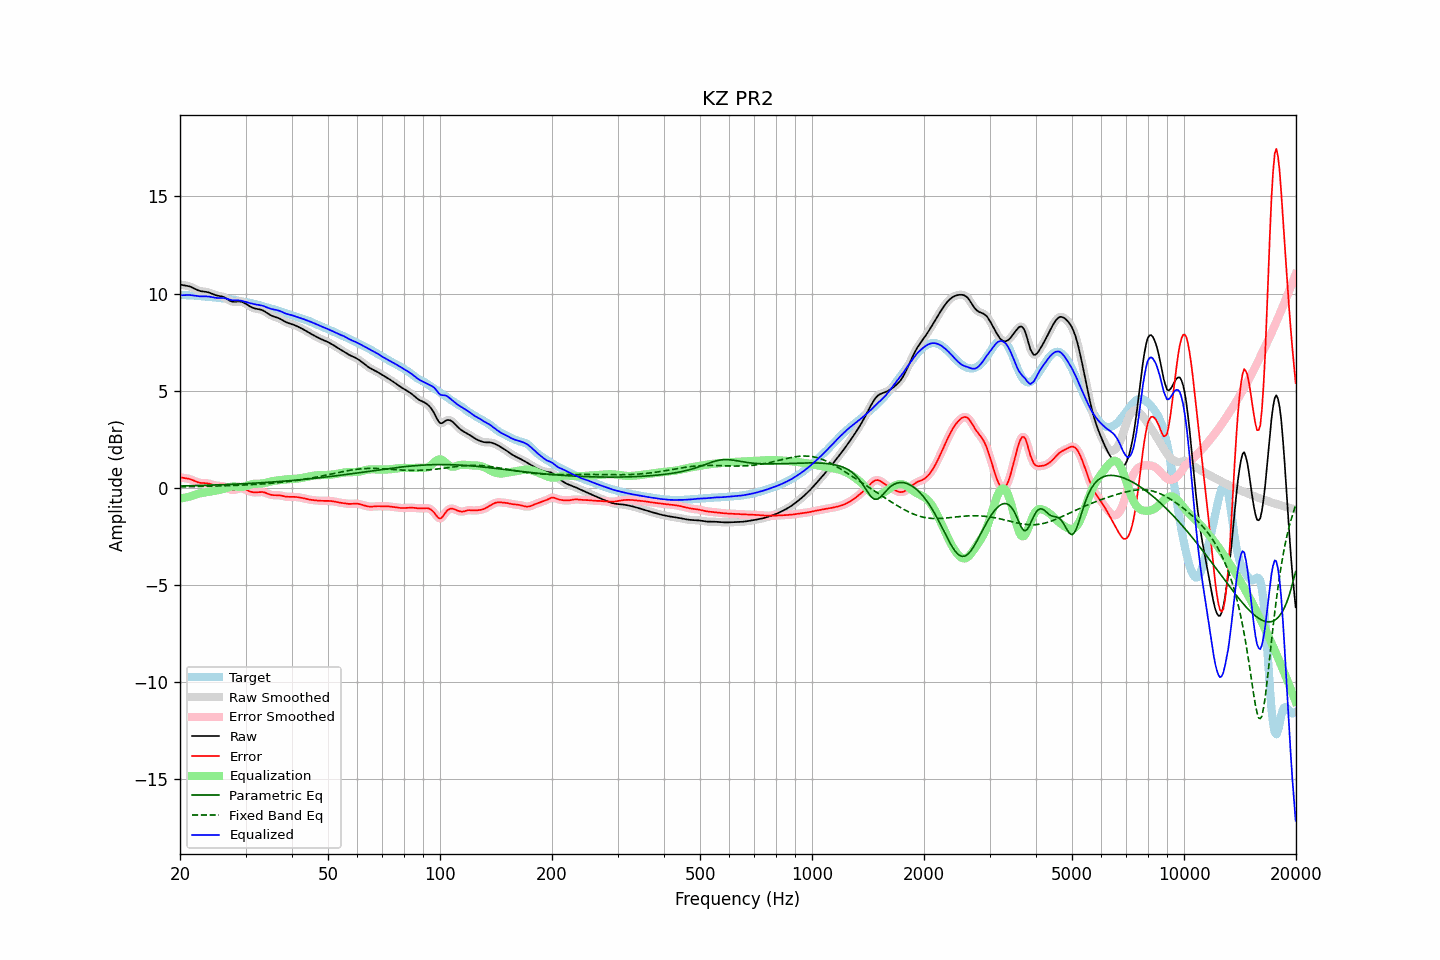 KZ PR2
Amplitude (dBr)
15
10
5
0
−5
−10
−15
Target
Raw Smoothed
Error Smoothed
Raw
Error
Equalization
Parametric Eq
Fixed Band Eq
Equalized
20 50 100 200 500 1000 2000 5000 10000 20000
Frequency (Hz)